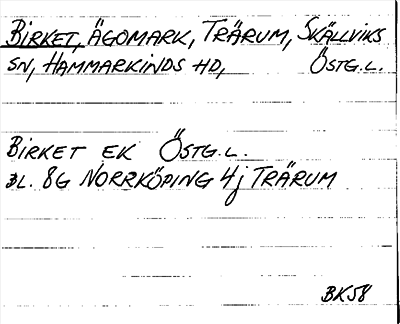 BIRKET, ÄGOMARK, TRÄRUM, SKÄLLVIKS
SN, HAMMARKINDS HD, ÖSTG.L.
BIRKET EK ÖSTG.L.
BL. 8G NORRKÖPING 4j TRÄRUM
BK58